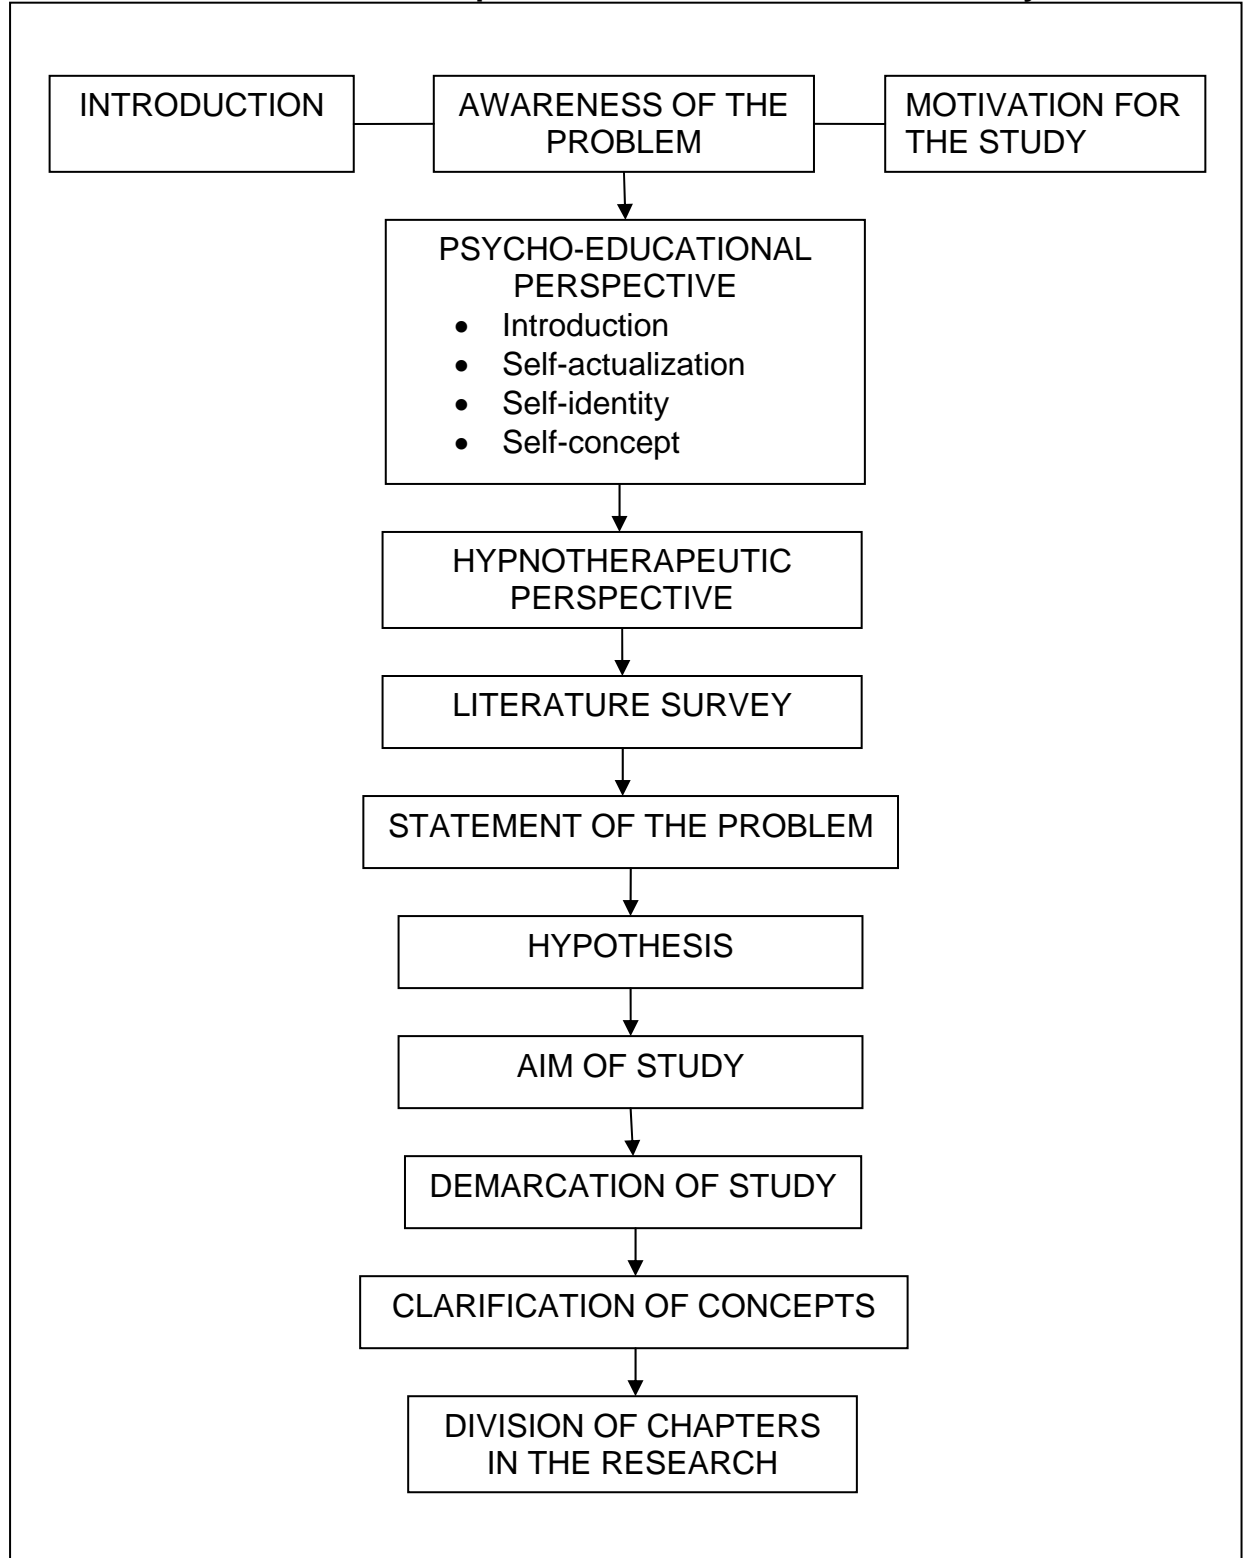 INTRODUCTION
AWARENESS OF THE
PROBLEM
MOTIVATION FOR
THE STUDY
PSYCHO-EDUCATIONAL
PERSPECTIVE
• Introduction
• Self-actualization
• Self-identity
• Self-concept
HYPNOTHERAPEUTIC
PERSPECTIVE
LITERATURE SURVEY
STATEMENT OF THE PROBLEM
HYPOTHESIS
AIM OF STUDY
DEMARCATION OF STUDY
CLARIFICATION OF CONCEPTS
DIVISION OF CHAPTERS
IN THE RESEARCH